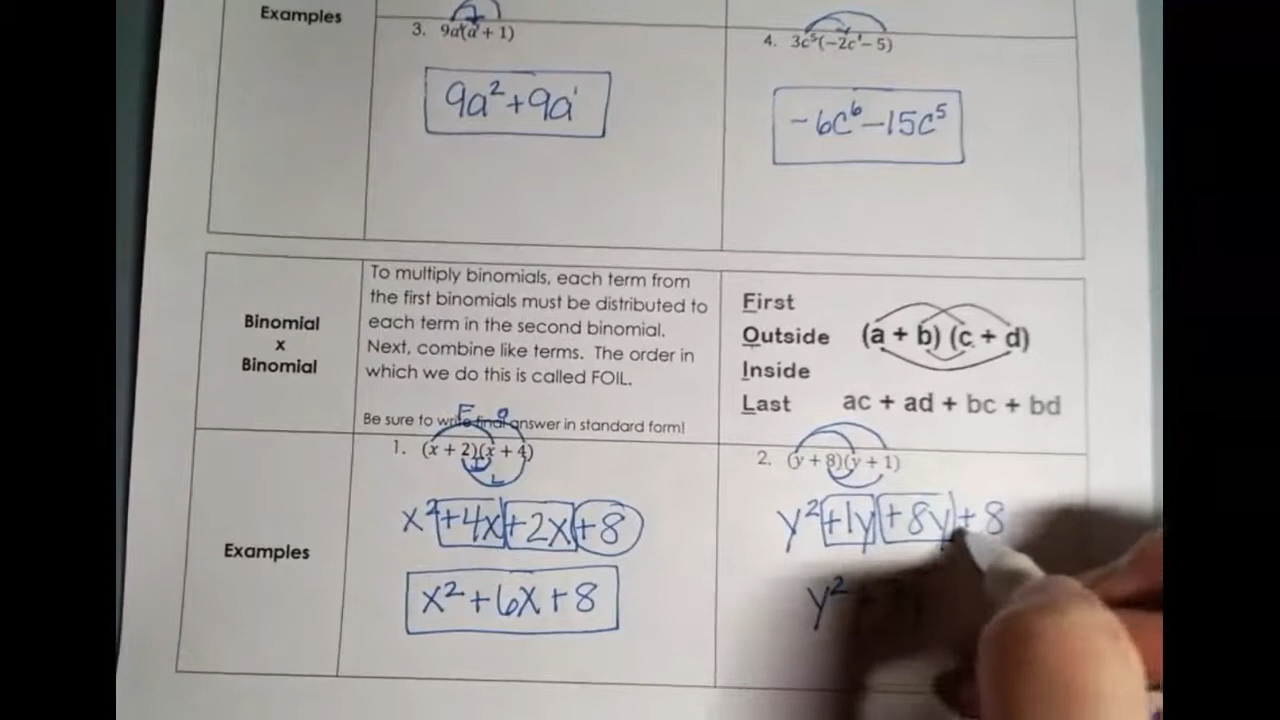 Examples
3. 9a(a + 1)
4. 3c⁵(−2c¹ − 5)
9a² + 9a¹
-6c⁶ - 15c⁵
Binomial
x
Binomial
To multiply binomials, each term from
the first binomials must be distributed to
each term in the second binomial.
Next, combine like terms. The order in
which we do this is called FOIL.
Be sure to write final answer in standard form!
First
Outside
Inside
Last
(a + b) (c + d)
ac + ad + bc + bd
Examples
F O
1. (x + 2)(x + 4)
I
L
x² +4x +2x +8
x² + 6x + 8
2. (y + 8)(y + 1)
y² +1y +8y +8
y²